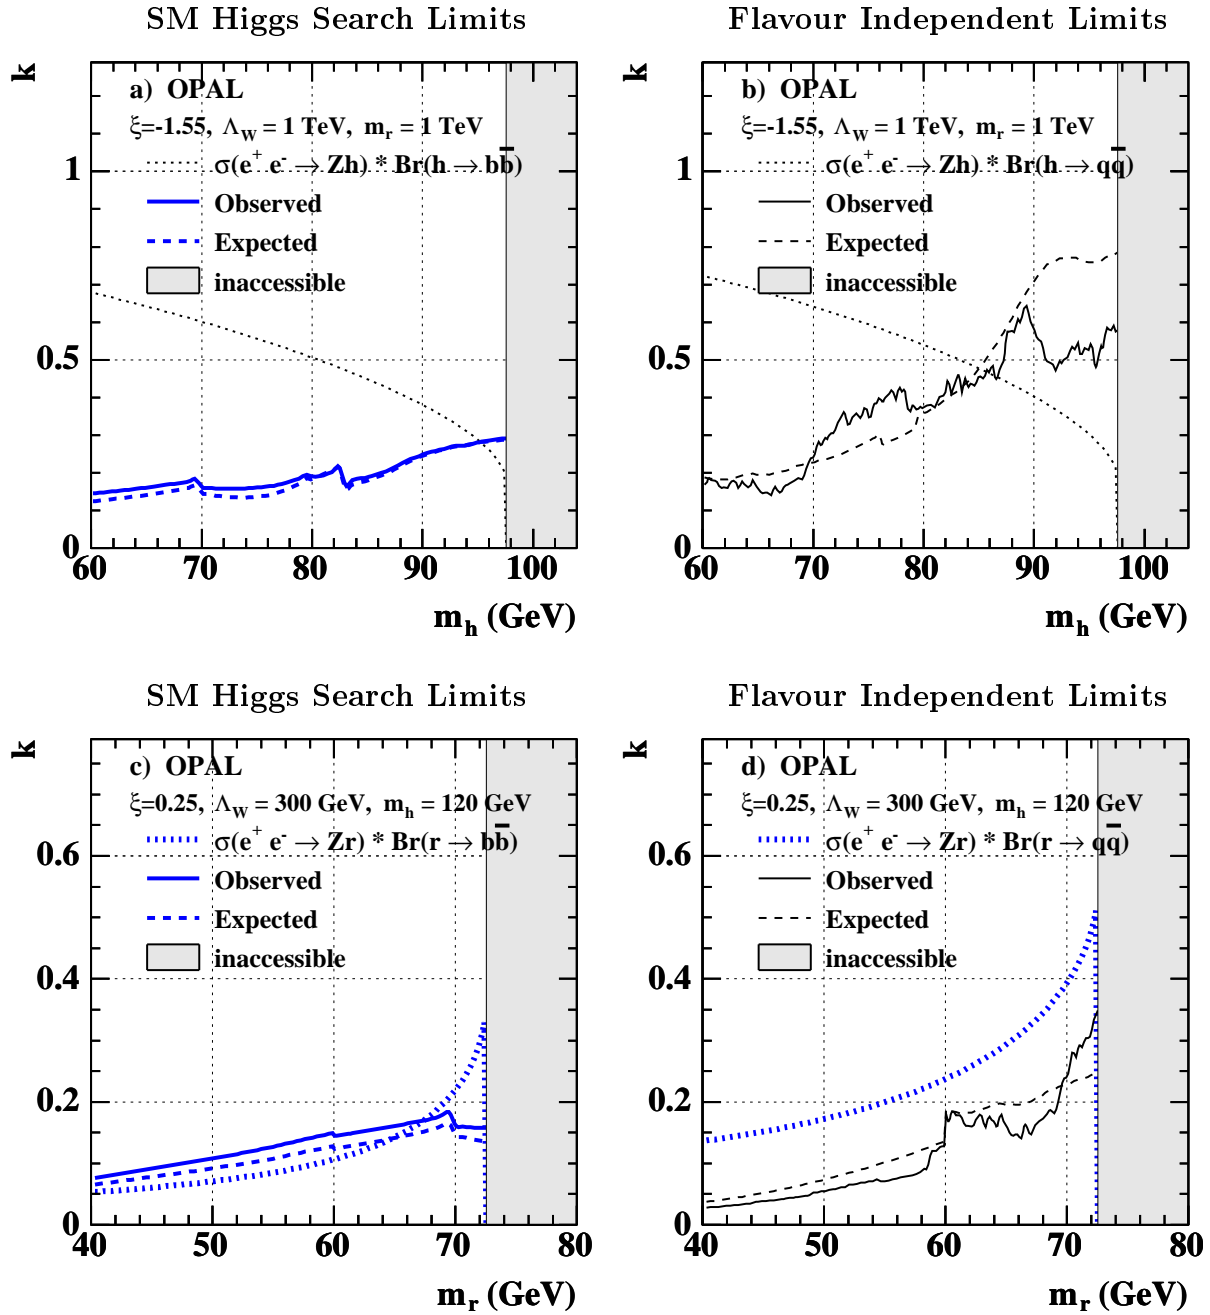 SM Higgs Search Limits
k
a) OPAL
ξ=-1.55, Λ_W = 1 TeV, m_r = 1 TeV
σ(e⁺ e⁻ → Zh) * Br(h → bb̅)
Observed
Expected
inaccessible
1
0.5
0
60 70 80 90 100
m_h (GeV)
Flavour Independent Limits
k
b) OPAL
ξ=-1.55, Λ_W = 1 TeV, m_r = 1 TeV
σ(e⁺ e⁻ → Zh) * Br(h → qq̅)
Observed
Expected
inaccessible
1
0.5
0
60 70 80 90 100
m_h (GeV)
SM Higgs Search Limits
k
c) OPAL
ξ=0.25, Λ_W = 300 GeV, m_h = 120 GeV
σ(e⁺ e⁻ → Zr) * Br(r → bb̅)
Observed
Expected
inaccessible
0.6
0.4
0.2
0
40 50 60 70 80
m_r (GeV)
Flavour Independent Limits
k
d) OPAL
ξ=0.25, Λ_W = 300 GeV, m_h = 120 GeV
σ(e⁺ e⁻ → Zr) * Br(r → qq̅)
Observed
Expected
inaccessible
0.6
0.4
0.2
0
40 50 60 70 80
m_r (GeV)